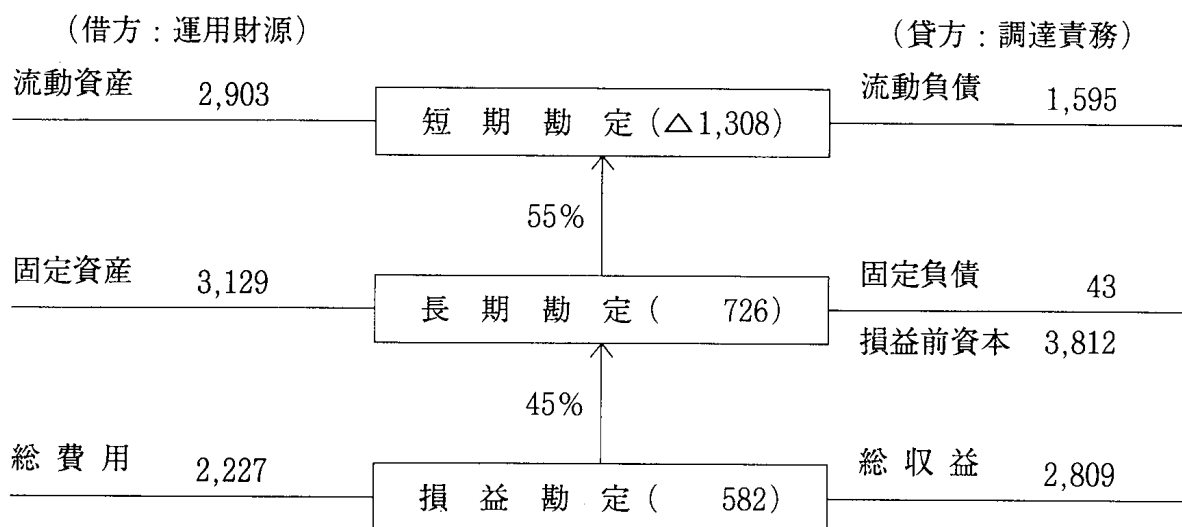 （借方：運用財源）　（貸方：調達責務）
流動資産　2,903　短期勘定（△1,308）　流動負債　1,595
55%
固定資産　3,129　長期勘定（　726）　固定負債　43
損益前資本　3,812
45%
総費用　2,227　損益勘定（　582）　総収益　2,809